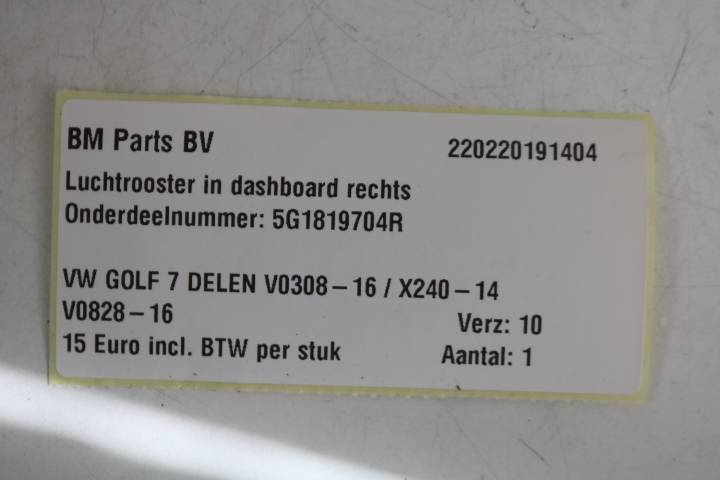 BM Parts BV 220220191404
Luchtrooster in dashboard rechts
Onderdeelnummer: 5G1819704R
VW GOLF 7 DELEN V0308-16 / X240-14
V0828-16 Verz: 10
15 Euro incl. BTW per stuk Aantal: 1